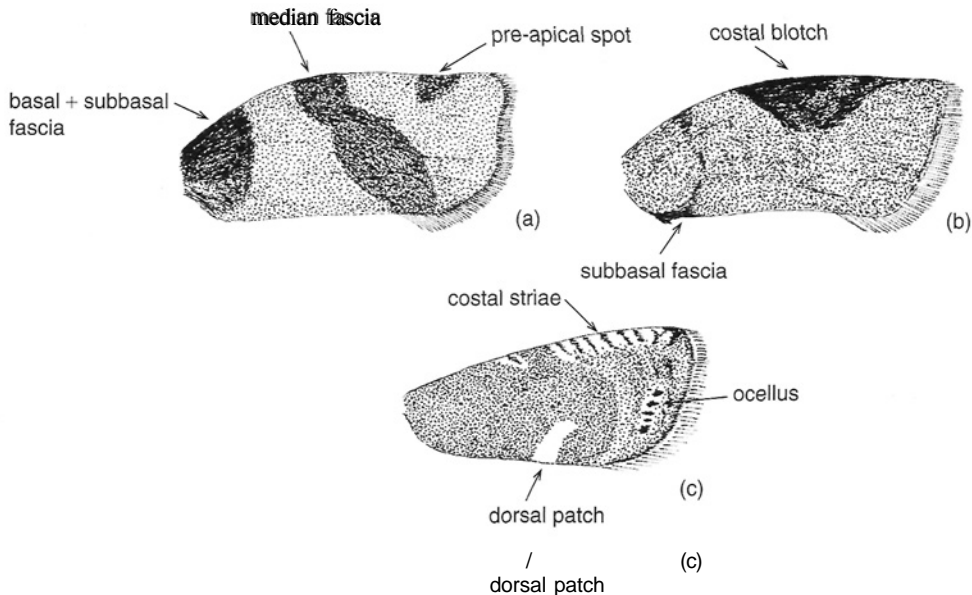 median fascia
pre-apical spot
costal blotch
basal + subbasal
fascia
(a)
(b)
subbasal fascia
costal striae
ocellus
(c)
dorsal patch
/
(c)
dorsal patch